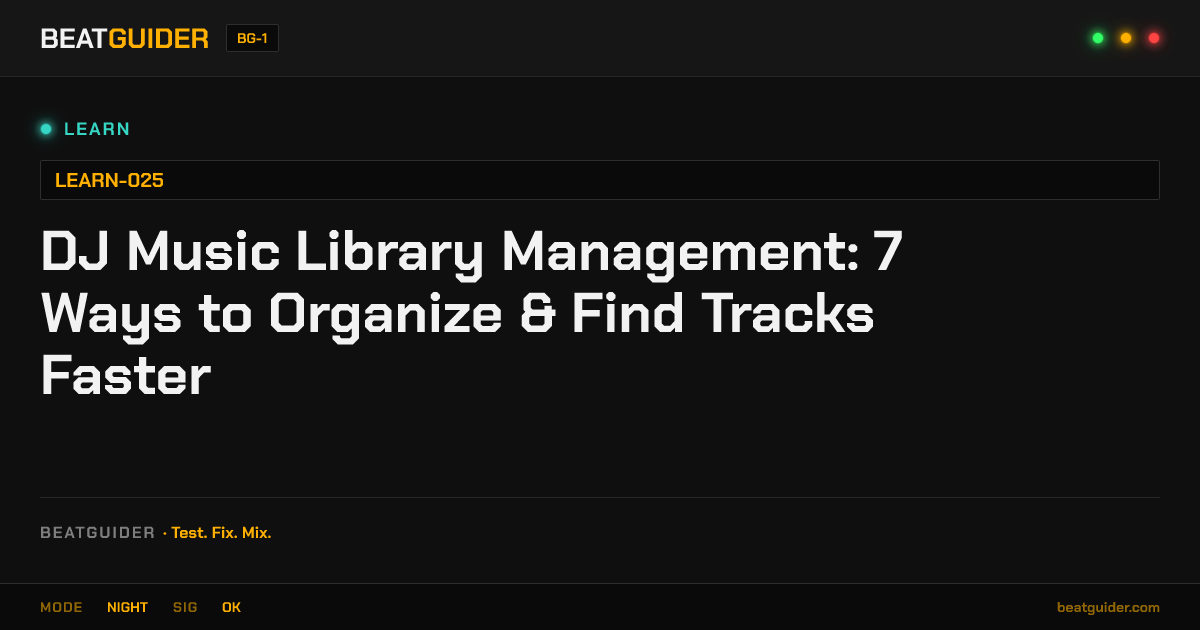 BEATGUIDER BG-1
LEARN
LEARN-025
DJ Music Library Management: 7
Ways to Organize & Find Tracks
Faster
BEATGUIDER · Test. Fix. Mix.
MODE NIGHT SIG OK beatguider.com